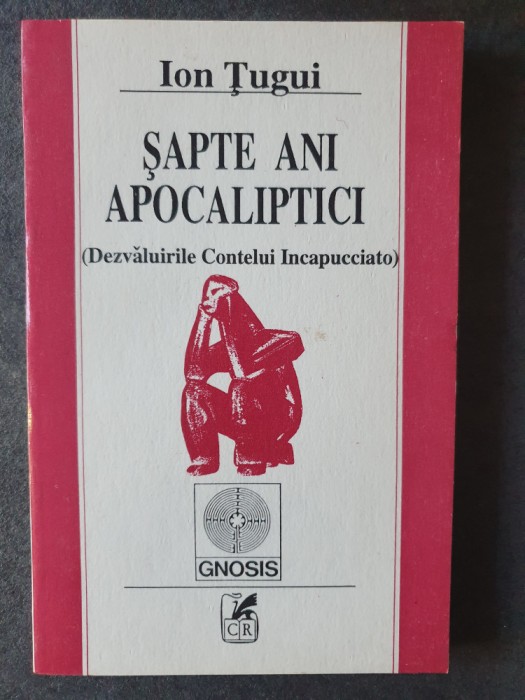 Ion Ţugui
ŞAPTE ANI
APOCALIPTICI
(Dezvăluirile Contelui Incapucciato)
GNOSIS
CR